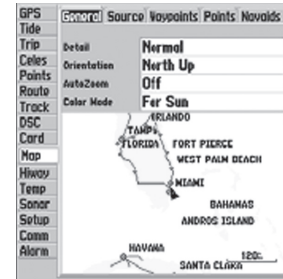 GPS
Tide
Trip
Celes
Points
Route
Track
DSC
Card
Map
Hiway
Temp
Sonar
Setup
Comm
Alarm
General Source Waypoints Points Navaids
Detail Normal
Orientation North Up
AutoZoom Off
Color Mode For Sun
ORLANDO
TAMPA
FLORIDA FORT PIERCE
WEST PALM BEACH
MIAMI
BAHAMAS
ANDROS ISLAND
HAVANA
SANTA CLARA